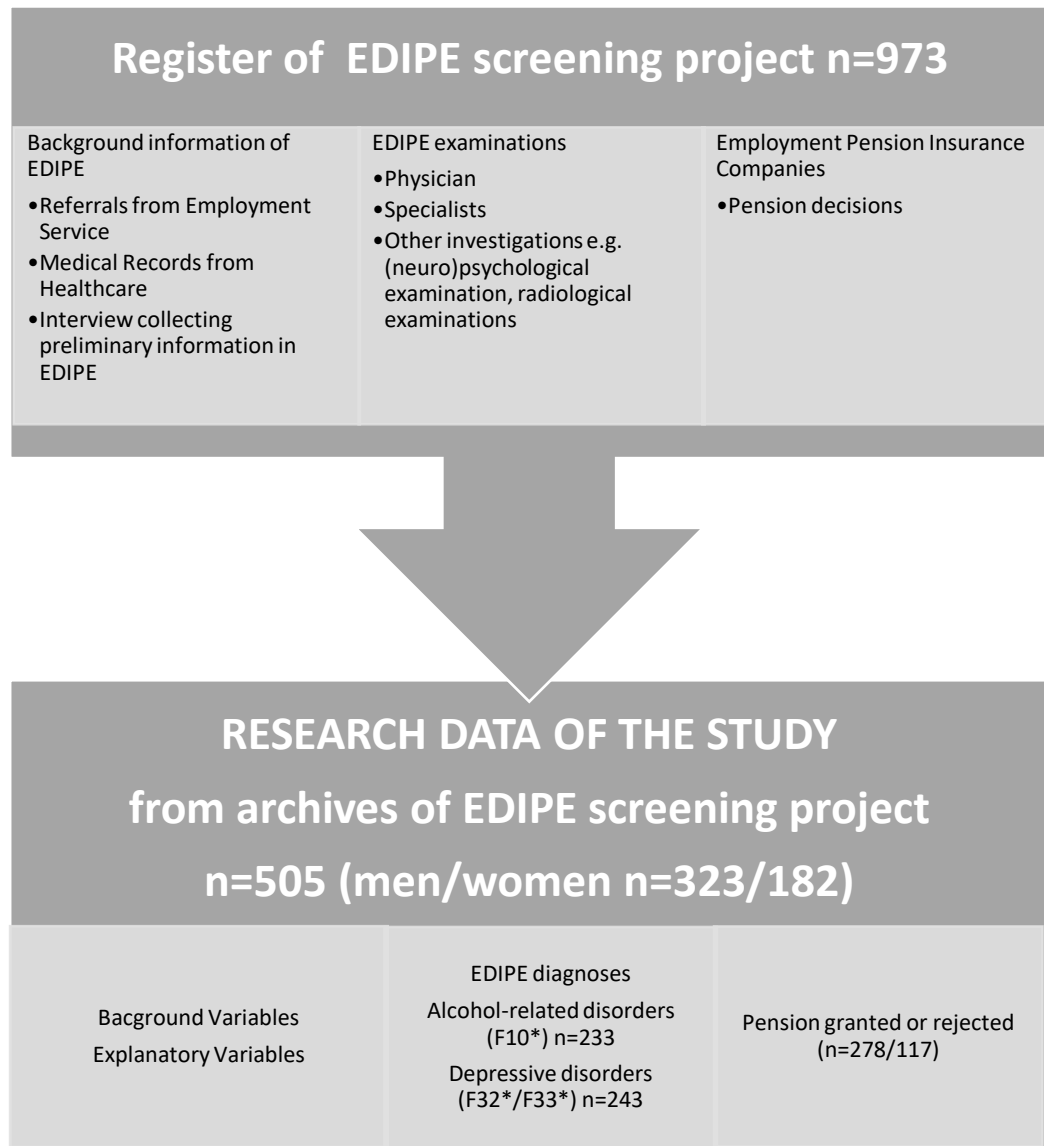 Register of EDIPE screening project n=973
Background information of
EDIPE
•Referrals from Employment
Service
•Medical Records from
Healthcare
•Interview collecting
preliminary information in
EDIPE
EDIPE examinations
•Physician
•Specialists
•Other investigations e.g.
(neuro)psychological
examination, radiological
examinations
Employment Pension Insurance
Companies
•Pension decisions
RESEARCH DATA OF THE STUDY
from archives of EDIPE screening project
n=505 (men/women n=323/182)
Bacground Variables
Explanatory Variables
EDIPE diagnoses
Alcohol-related disorders
(F10*) n=233
Depressive disorders
(F32*/F33*) n=243
Pension granted or rejected
(n=278/117)